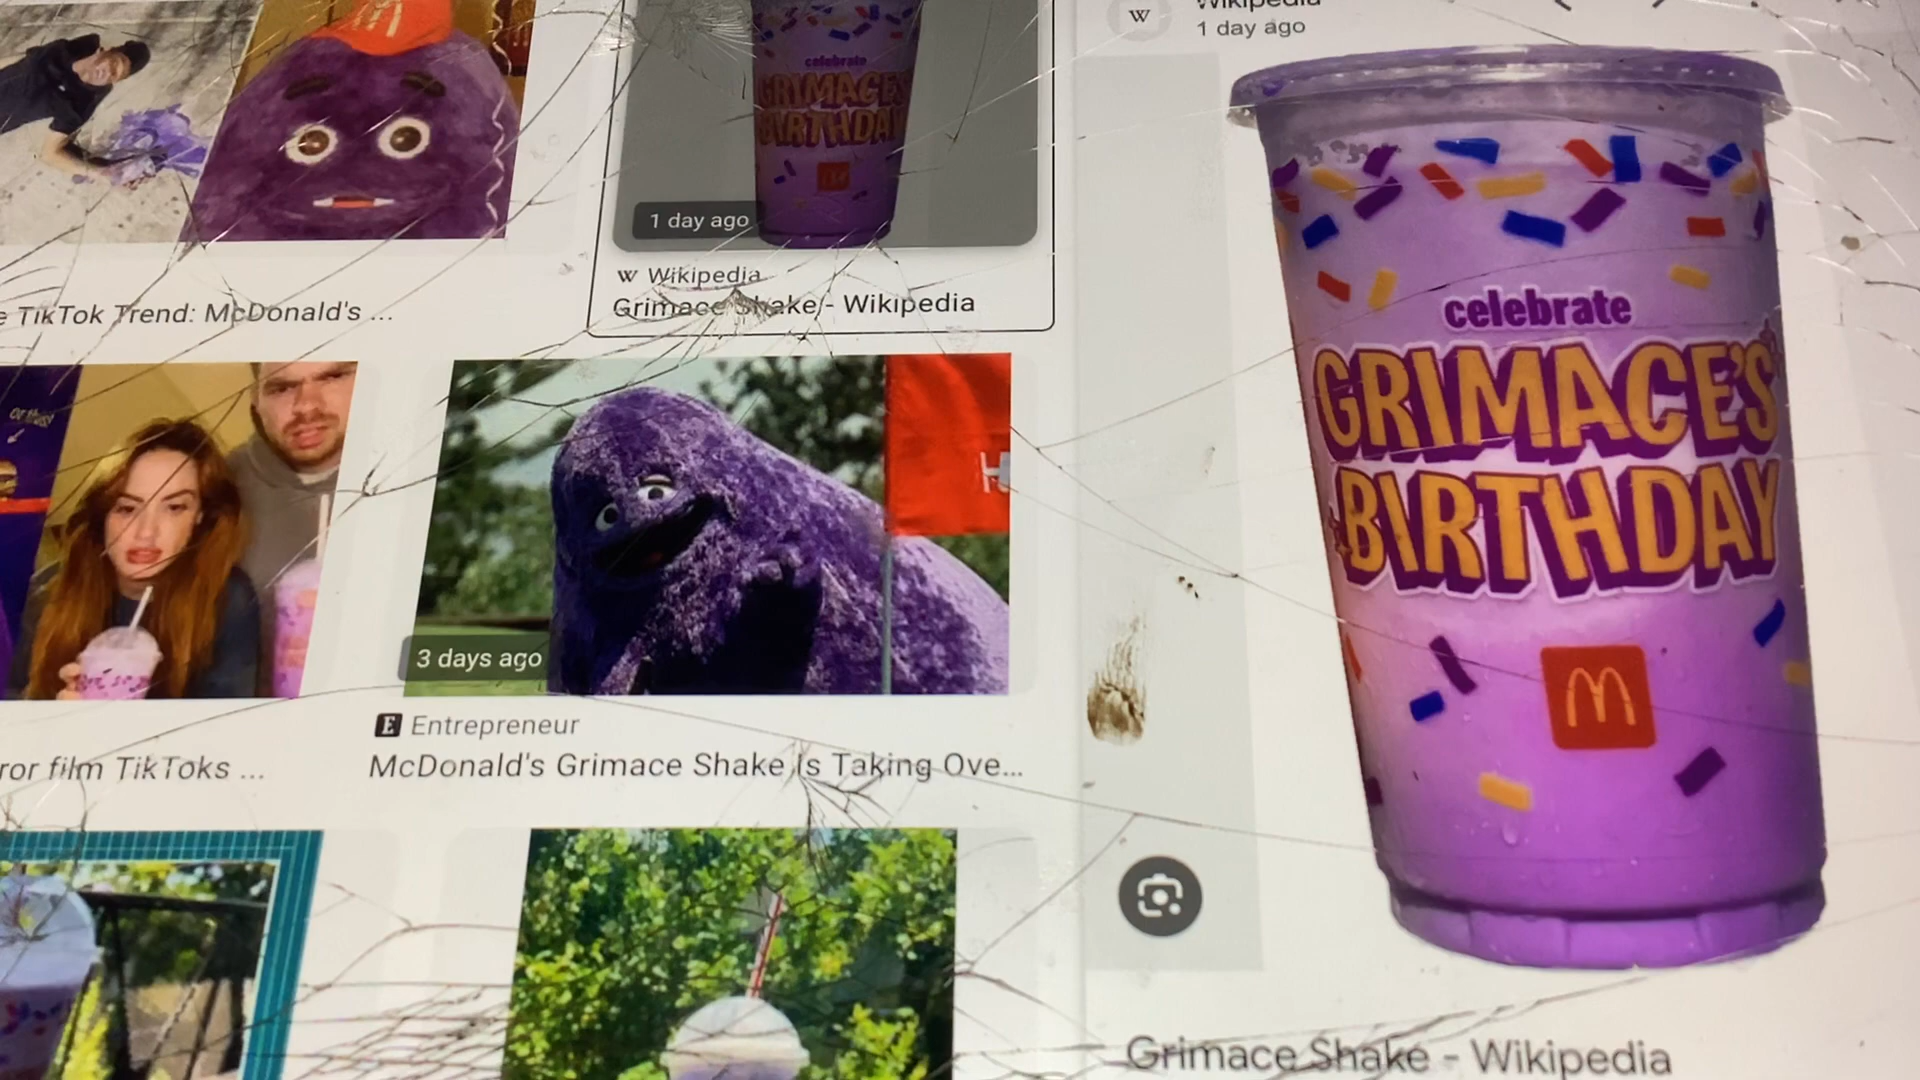 Wikipedia
1 day ago
celebrate
GRIMACE'S
BIRTHDAY
1 day ago
W Wikipedia
Grimace Shake - Wikipedia
TikTok Trend: McDonald's ...
celebrate
GRIMACE'S
BIRTHDAY
3 days ago
E Entrepreneur
McDonald's Grimace Shake Is Taking Ove...
film TikToks ...
Grimace Shake - Wikipedia